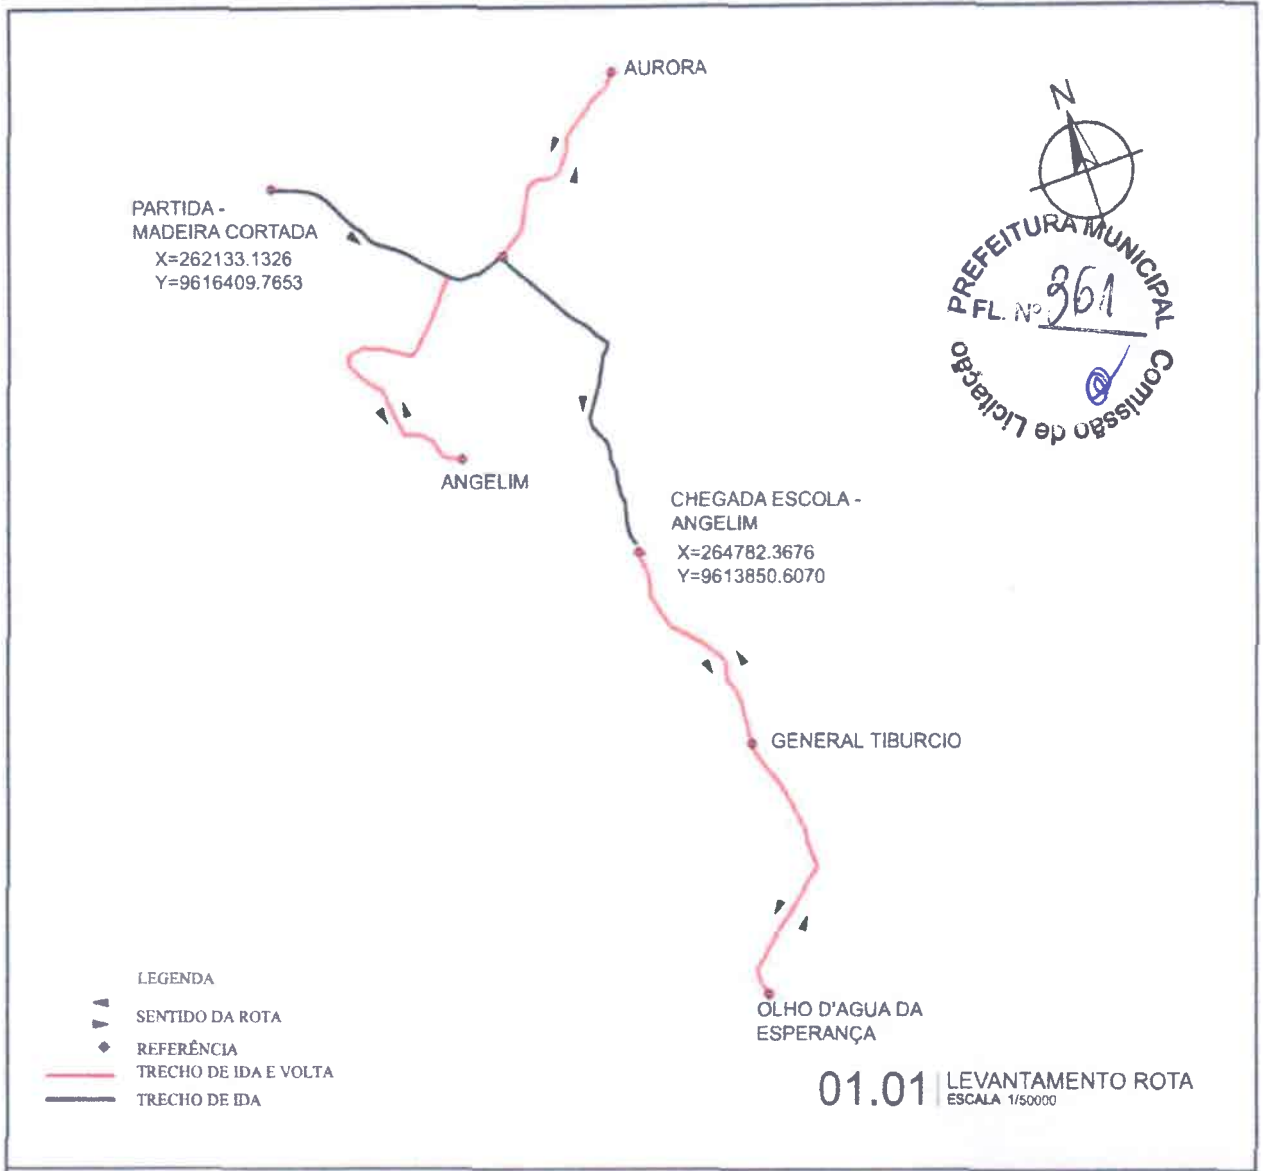 AURORA
N
PARTIDA -
MADEIRA CORTADA
X=262133.1326
Y=9616409.7653
PREFEITURA MUNICIPAL
FL. Nº 361
Comissão de Licitação
ANGELIM
CHEGADA ESCOLA -
ANGELIM
X=264782.3676
Y=9613850.6070
GENERAL TIBURCIO
OLHO D'AGUA DA
ESPERANÇA
LEGENDA
SENTIDO DA ROTA
REFERÊNCIA
TRECHO DE IDA E VOLTA
TRECHO DE IDA
01.01 LEVANTAMENTO ROTA
ESCALA 1/50000